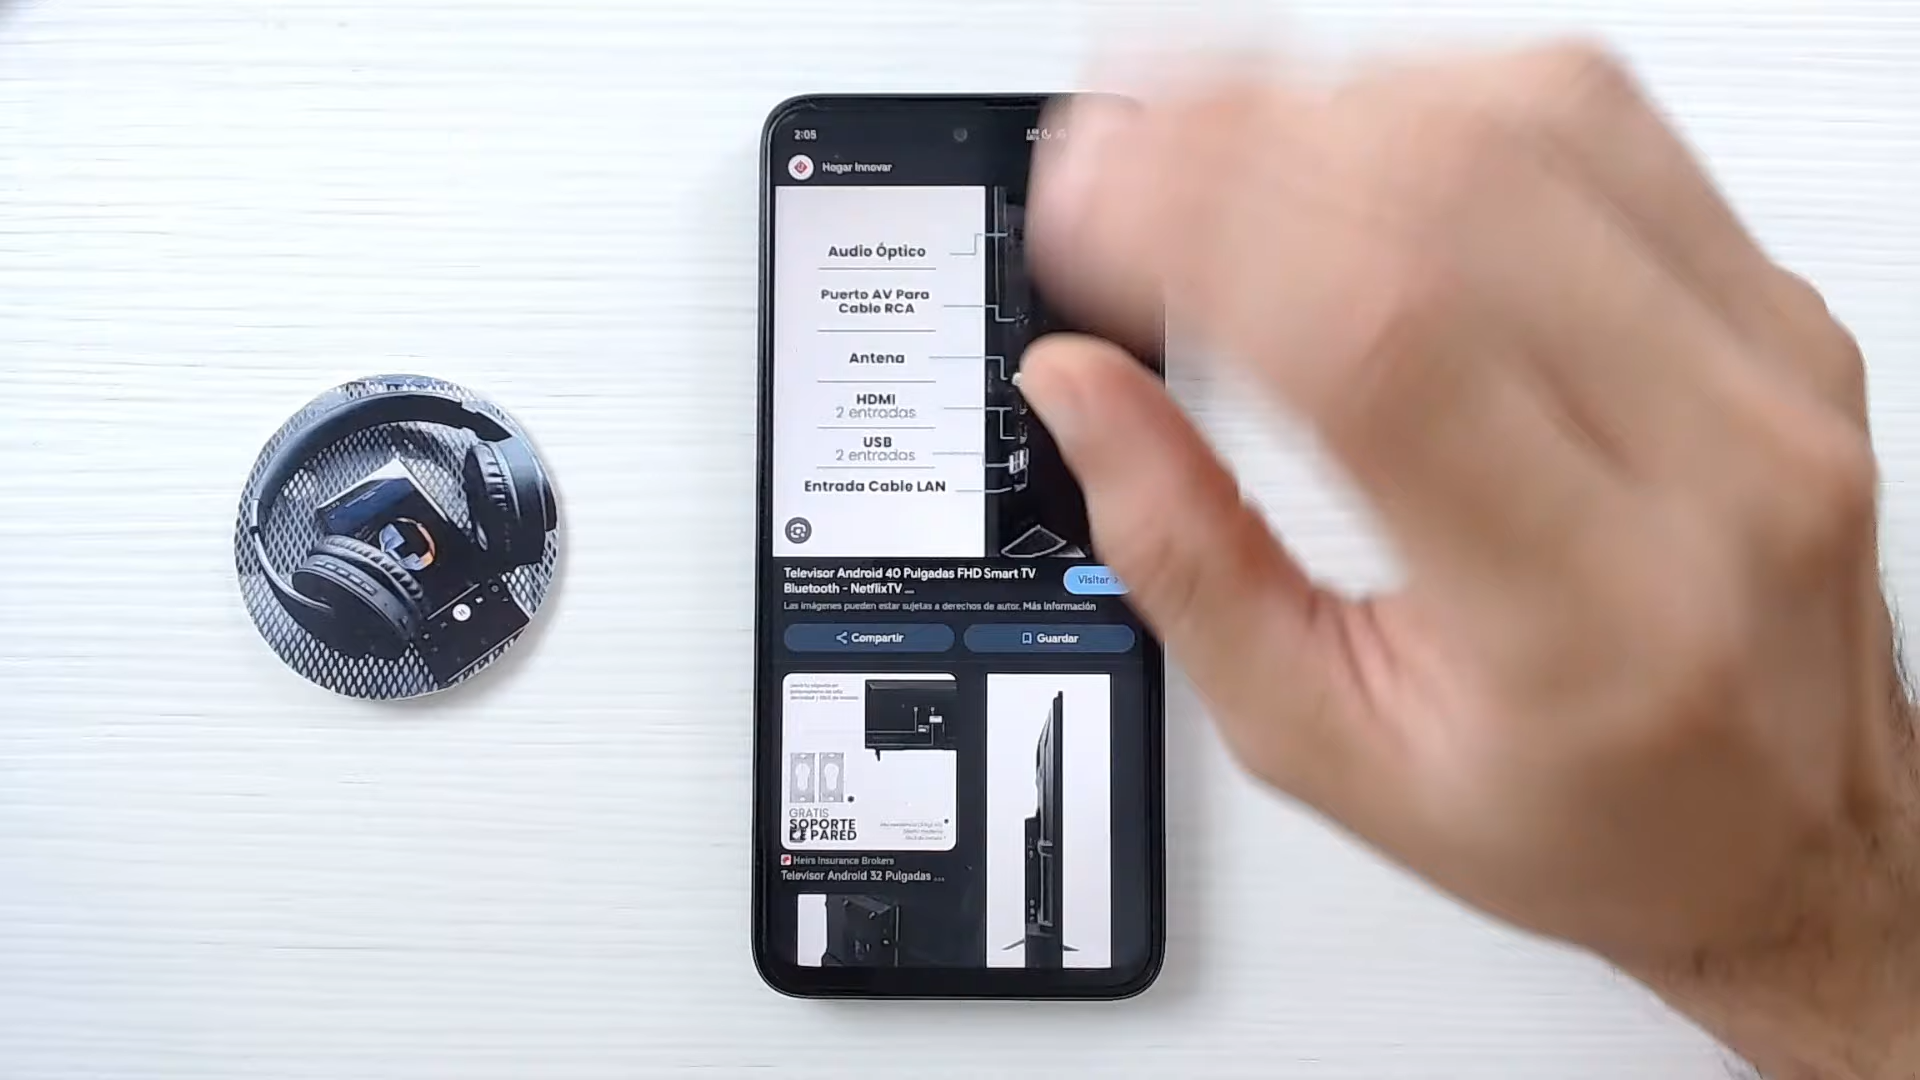 2:05
Hogar Innovar
Audio Óptico
Puerto AV Para
Cable RCA
Antena
HDMI
2 entradas
USB
2 entradas
Entrada Cable LAN
Televisor Android 40 Pulgadas FHD Smart TV
Bluetooth - NetflixTV ...
Visitar
Las imágenes pueden estar sujetas a derechos de autor. Más información
Compartir
Guardar
GRATIS
SOPORTE
PARED
Heirs Insurance Brokers
Televisor Android 32 Pulgadas ...